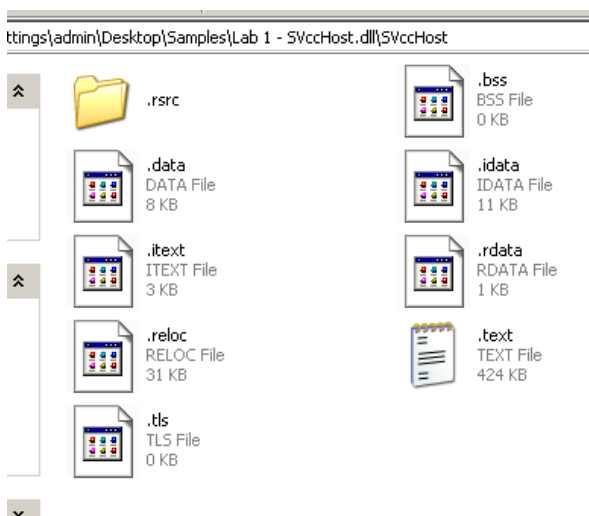 ttings\admin\Desktop\Samples\Lab 1 - SVccHost.dll\SVccHost
.rsrc
.bss
BSS File
0 KB
.data
DATA File
8 KB
.idata
IDATA File
11 KB
.itext
ITEXT File
3 KB
.rdata
RDATA File
1 KB
.reloc
RELOC File
31 KB
.text
TEXT File
424 KB
.tls
TLS File
0 KB